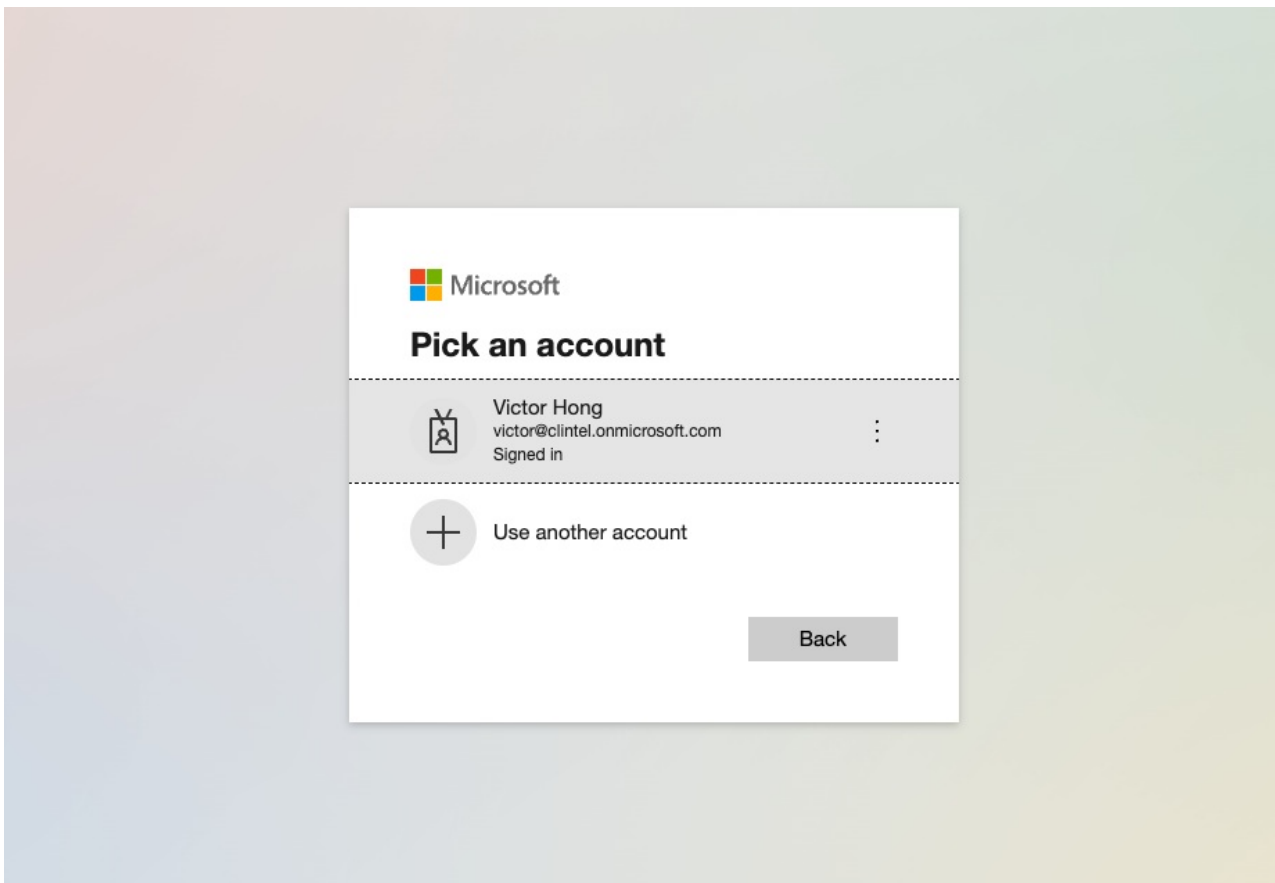 Microsoft
Pick an account
Victor Hong
victor@clintel.onmicrosoft.com
Signed in
Use another account
Back